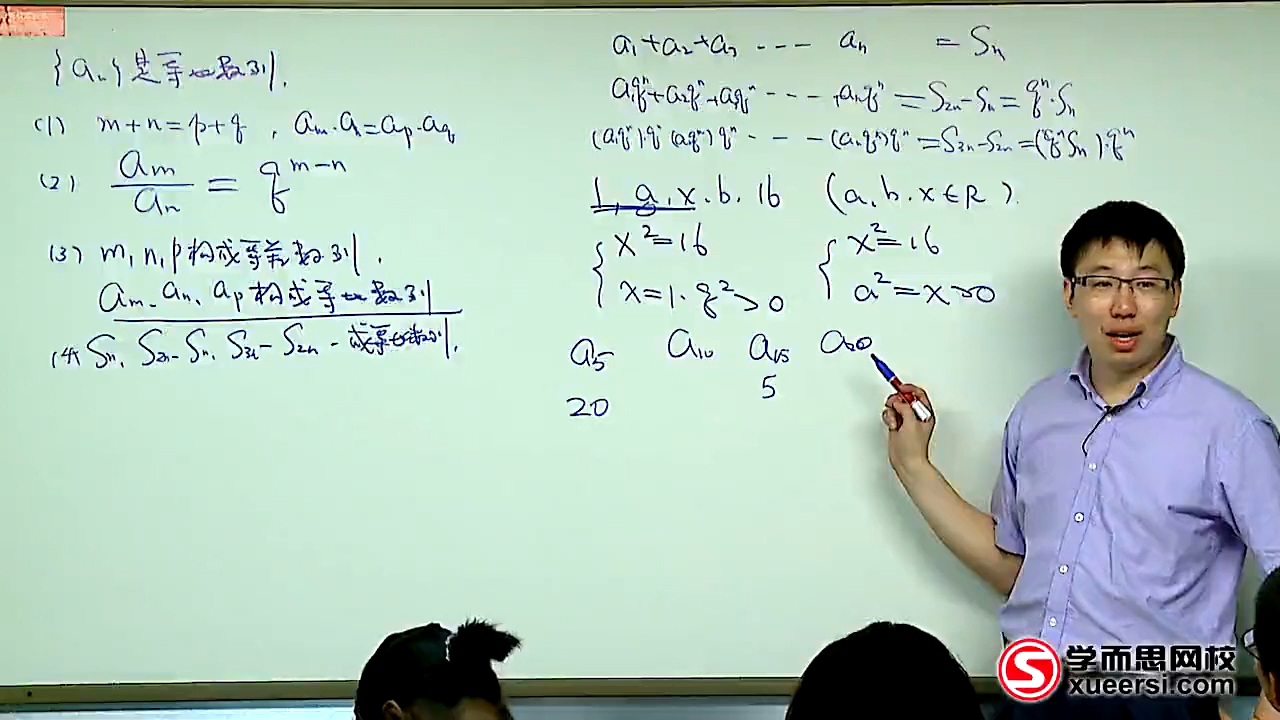 {aₙ}是等比数列.
(1) m+n=p+q , aₘ·aₙ=aₚ·a_q
(2) aₘ/aₙ = q^(m-n)
(3) m,n,p构成等差数列.
aₘ、aₙ、aₚ构成等比数列
(4) Sₙ, S₂ₙ-Sₙ, S₃ₙ-S₂ₙ - 成等比数列.
a₁+a₂+a₃ --- aₙ = Sₙ
a₁qⁿ+a₂qⁿ+a₃qⁿ --- +aₙqⁿ = S₂ₙ-Sₙ = qⁿ·Sₙ
(a₁qⁿ)·qⁿ (a₂qⁿ)qⁿ --- (aₙqⁿ)qⁿ = S₃ₙ-S₂ₙ = (qⁿSₙ)·qⁿ
1, a, x. b. 16 (a. b. x∈R).
{ x²=16
x=1·q²>0
{ x²=16
a²=x>0
a₅ a₁₀ a₁₅ a₂₀
20 5
学而思网校
xueersi.com